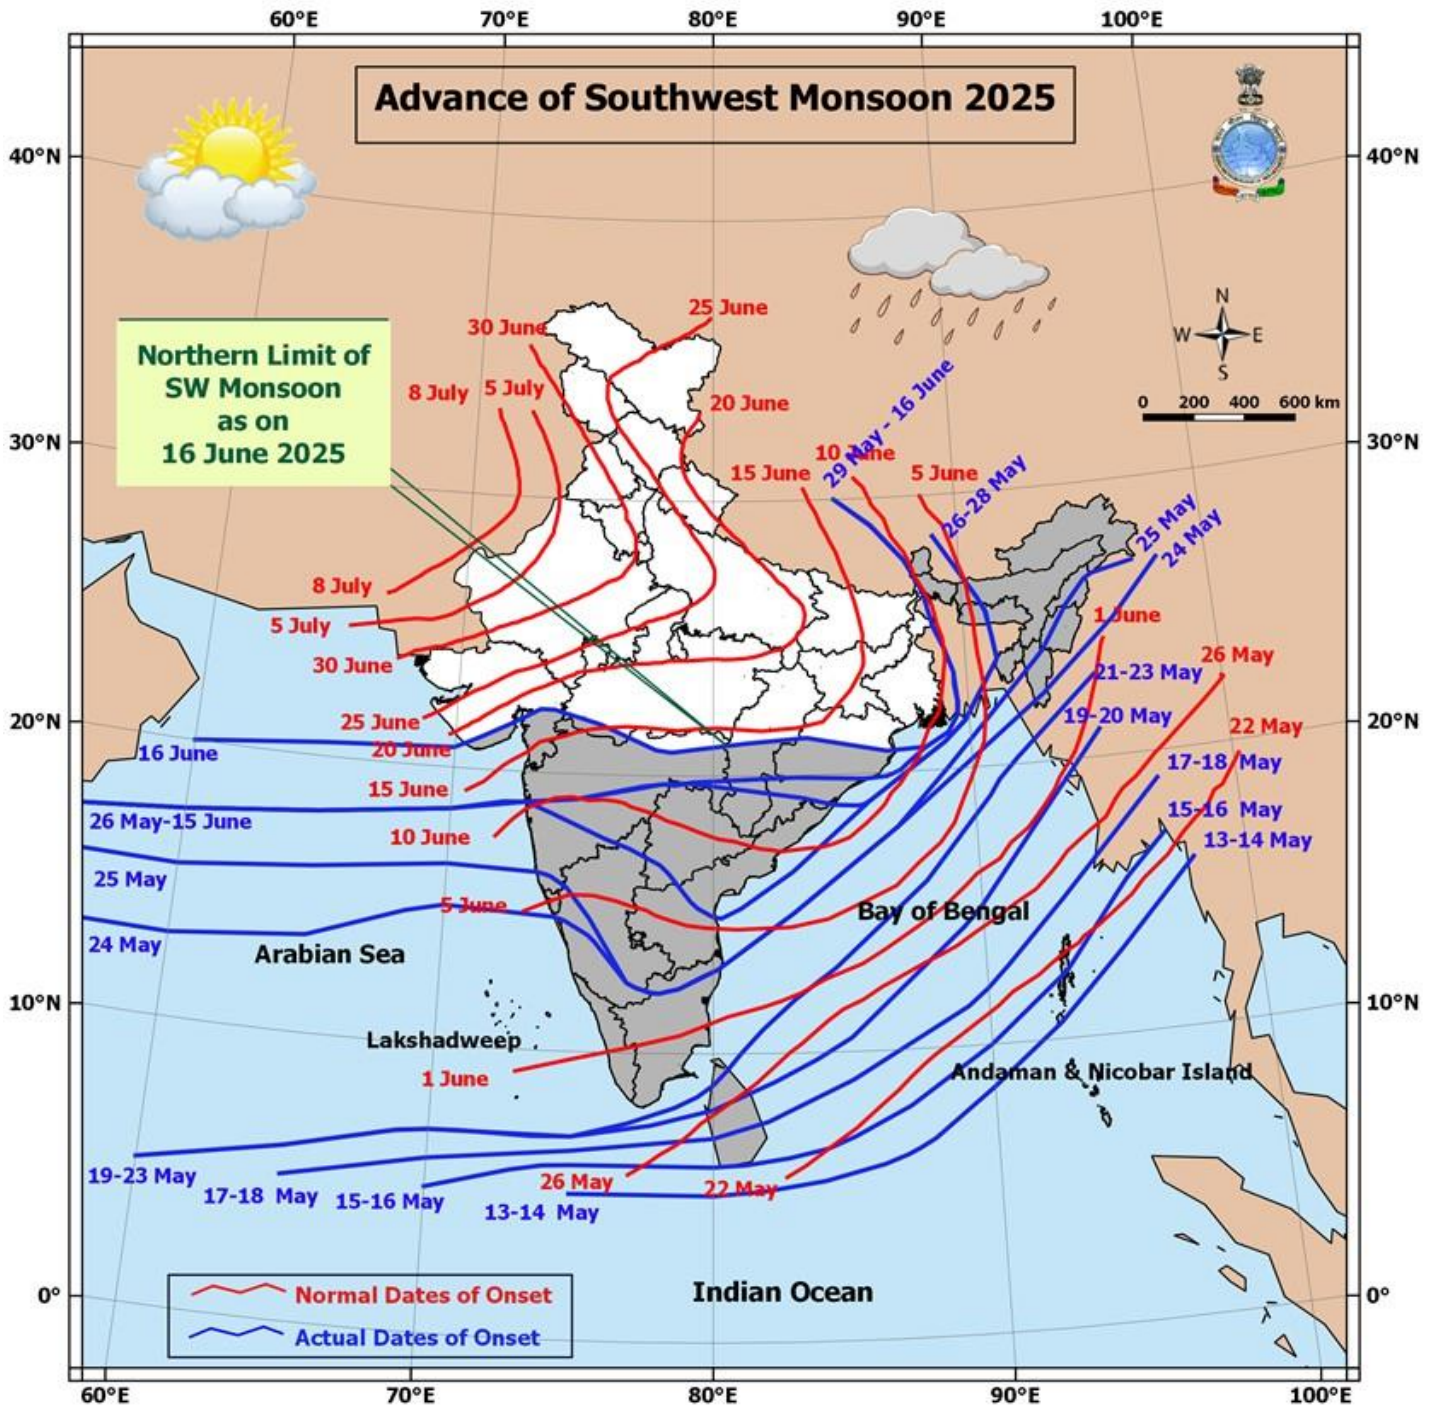 60°E 70°E 80°E 90°E 100°E
Advance of Southwest Monsoon 2025
40°N 40°N
N
W E
S
25 June
30 June
Northern Limit of
SW Monsoon
as on
16 June 2025
8 July 5 July
20 June
29 May - 16 June
0 200 400 600 km
30°N 30°N
10 June
15 June
5 June
26-28 May
25 May
24 May
8 July
5 July
1 June
30 June
26 May
21-23 May
25 June
20°N 20°N
19-20 May
22 May
20 June
16 June
17-18 May
15 June
15-16 May
26 May-15 June
10 June
13-14 May
25 May
5 June
Bay of Bengal
24 May
Arabian Sea
10°N 10°N
Lakshadweep
1 June
Andaman & Nicobar Island
19-23 May
26 May
22 May
17-18 May
15-16 May
13-14 May
Indian Ocean
0° 0°
Normal Dates of Onset
Actual Dates of Onset
60°E 70°E 80°E 90°E 100°E